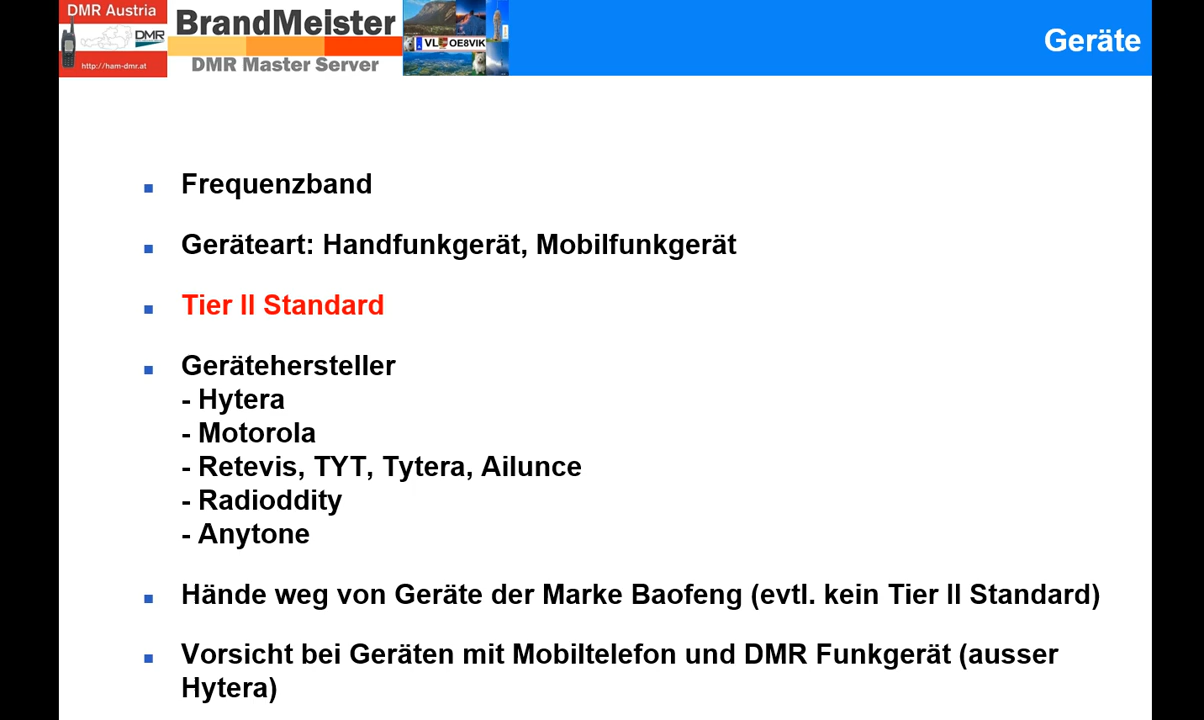 DMR Austria
DMR
http://ham-dmr.at
BrandMeister
DMR Master Server
VL OE8VIK
Geräte
Frequenzband
Geräteart: Handfunkgerät, Mobilfunkgerät
Tier II Standard
Gerätehersteller
- Hytera
- Motorola
- Retevis, TYT, Tytera, Ailunce
- Radioddity
- Anytone
Hände weg von Geräte der Marke Baofeng (evtl. kein Tier II Standard)
Vorsicht bei Geräten mit Mobiltelefon und DMR Funkgerät (ausser
Hytera)